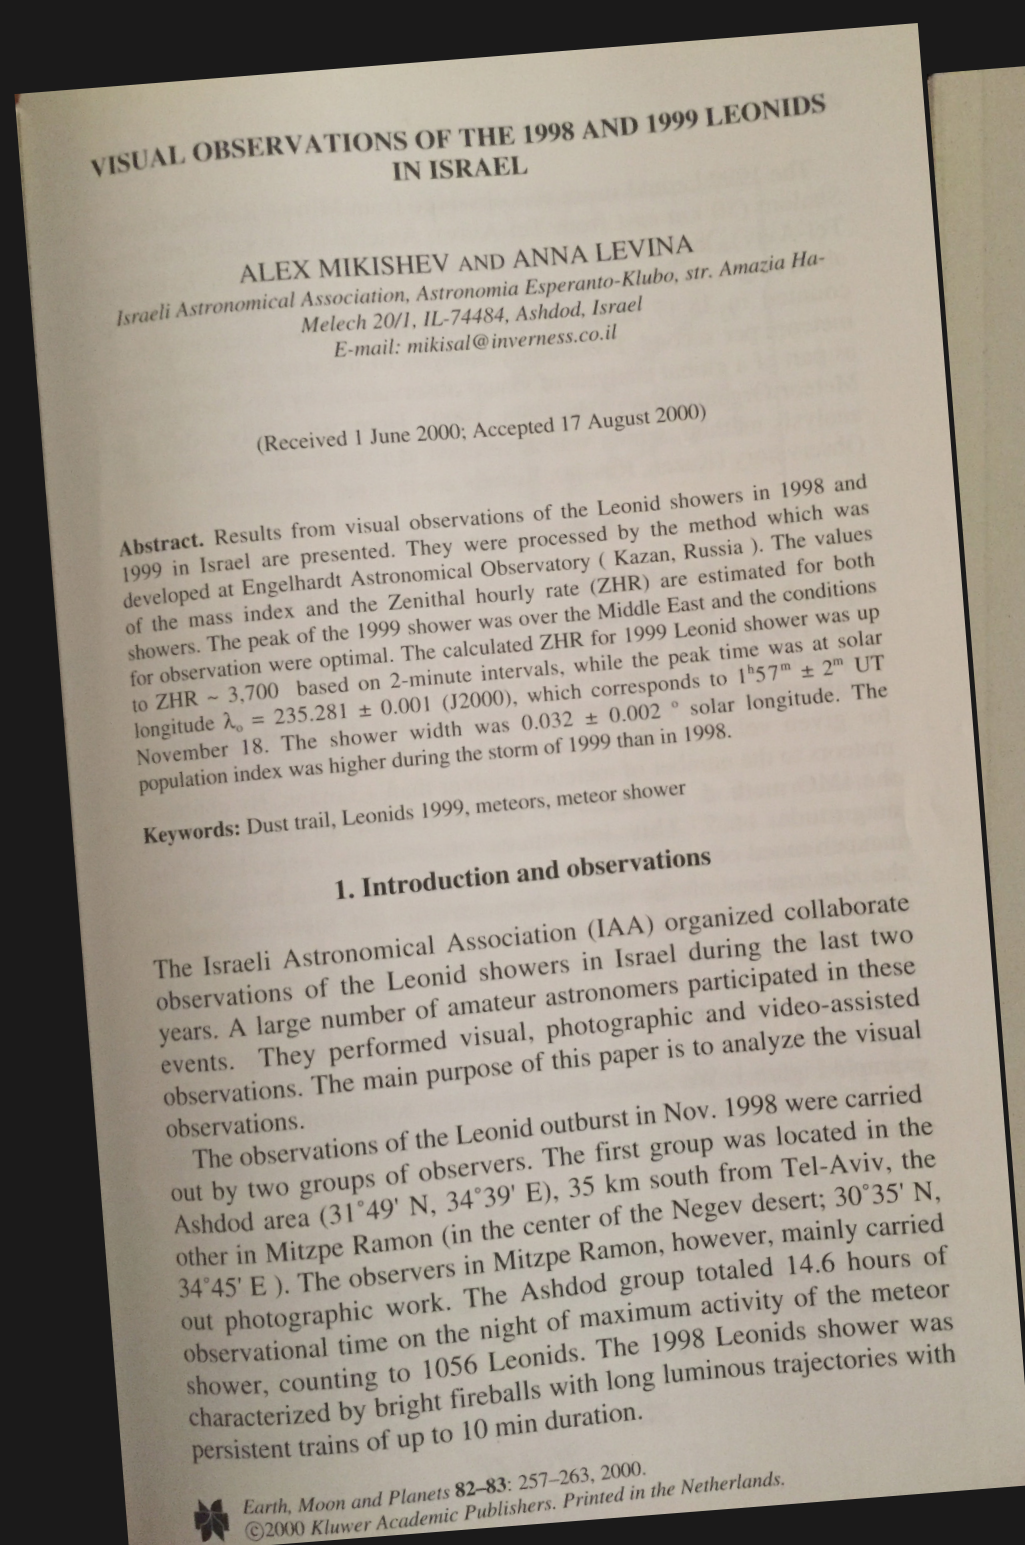 VISUAL OBSERVATIONS OF THE 1998 AND 1999 LEONIDS
IN ISRAEL
ALEX MIKISHEV AND ANNA LEVINA
Israeli Astronomical Association, Astronomia Esperanto-Klubo, str. Amazia Ha-
Melech 20/1, IL-74484, Ashdod, Israel
E-mail: mikisal@inverness.co.il
(Received 1 June 2000; Accepted 17 August 2000)
Abstract. Results from visual observations of the Leonid showers in 1998 and
1999 in Israel are presented. They were processed by the method which was
developed at Engelhardt Astronomical Observatory ( Kazan, Russia ). The values
of the mass index and the Zenithal hourly rate (ZHR) are estimated for both
showers. The peak of the 1999 shower was over the Middle East and the conditions
for observation were optimal. The calculated ZHR for 1999 Leonid shower was up
to ZHR ~ 3,700 based on 2-minute intervals, while the peak time was at solar
longitude λₒ = 235.281 ± 0.001 (J2000), which corresponds to 1ʰ57ᵐ ± 2ᵐ UT
November 18. The shower width was 0.032 ± 0.002 ° solar longitude. The
population index was higher during the storm of 1999 than in 1998.
Keywords: Dust trail, Leonids 1999, meteors, meteor shower
1. Introduction and observations
The Israeli Astronomical Association (IAA) organized collaborate
observations of the Leonid showers in Israel during the last two
years. A large number of amateur astronomers participated in these
events. They performed visual, photographic and video-assisted
observations. The main purpose of this paper is to analyze the visual
observations.
The observations of the Leonid outburst in Nov. 1998 were carried
out by two groups of observers. The first group was located in the
Ashdod area (31°49' N, 34°39' E), 35 km south from Tel-Aviv, the
other in Mitzpe Ramon (in the center of the Negev desert; 30°35' N,
34°45' E ). The observers in Mitzpe Ramon, however, mainly carried
out photographic work. The Ashdod group totaled 14.6 hours of
observational time on the night of maximum activity of the meteor
shower, counting to 1056 Leonids. The 1998 Leonids shower was
characterized by bright fireballs with long luminous trajectories with
persistent trains of up to 10 min duration.
Earth, Moon and Planets 82–83: 257–263, 2000.
©2000 Kluwer Academic Publishers. Printed in the Netherlands.